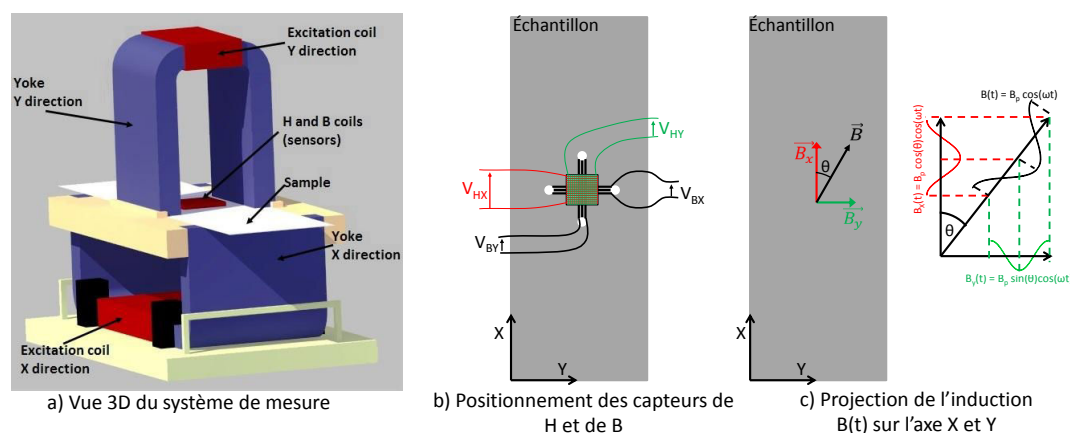 Excitation coil
Y direction
Yoke
Y direction
H and B coils
(sensors)
Sample
Yoke
X direction
Excitation coil
X direction
a) Vue 3D du système de mesure
Échantillon
V_HY
V_HX
V_BX
V_BY
X
Y
b) Positionnement des capteurs de
H et de B
Échantillon
B_x
B
θ
B_y
X
Y
B(t) = B_p cos(ωt)
B_x(t) = B_p cos(θ)cos(ωt)
θ
B_y(t) = B_p sin(θ)cos(ωt
c) Projection de l'induction
B(t) sur l'axe X et Y